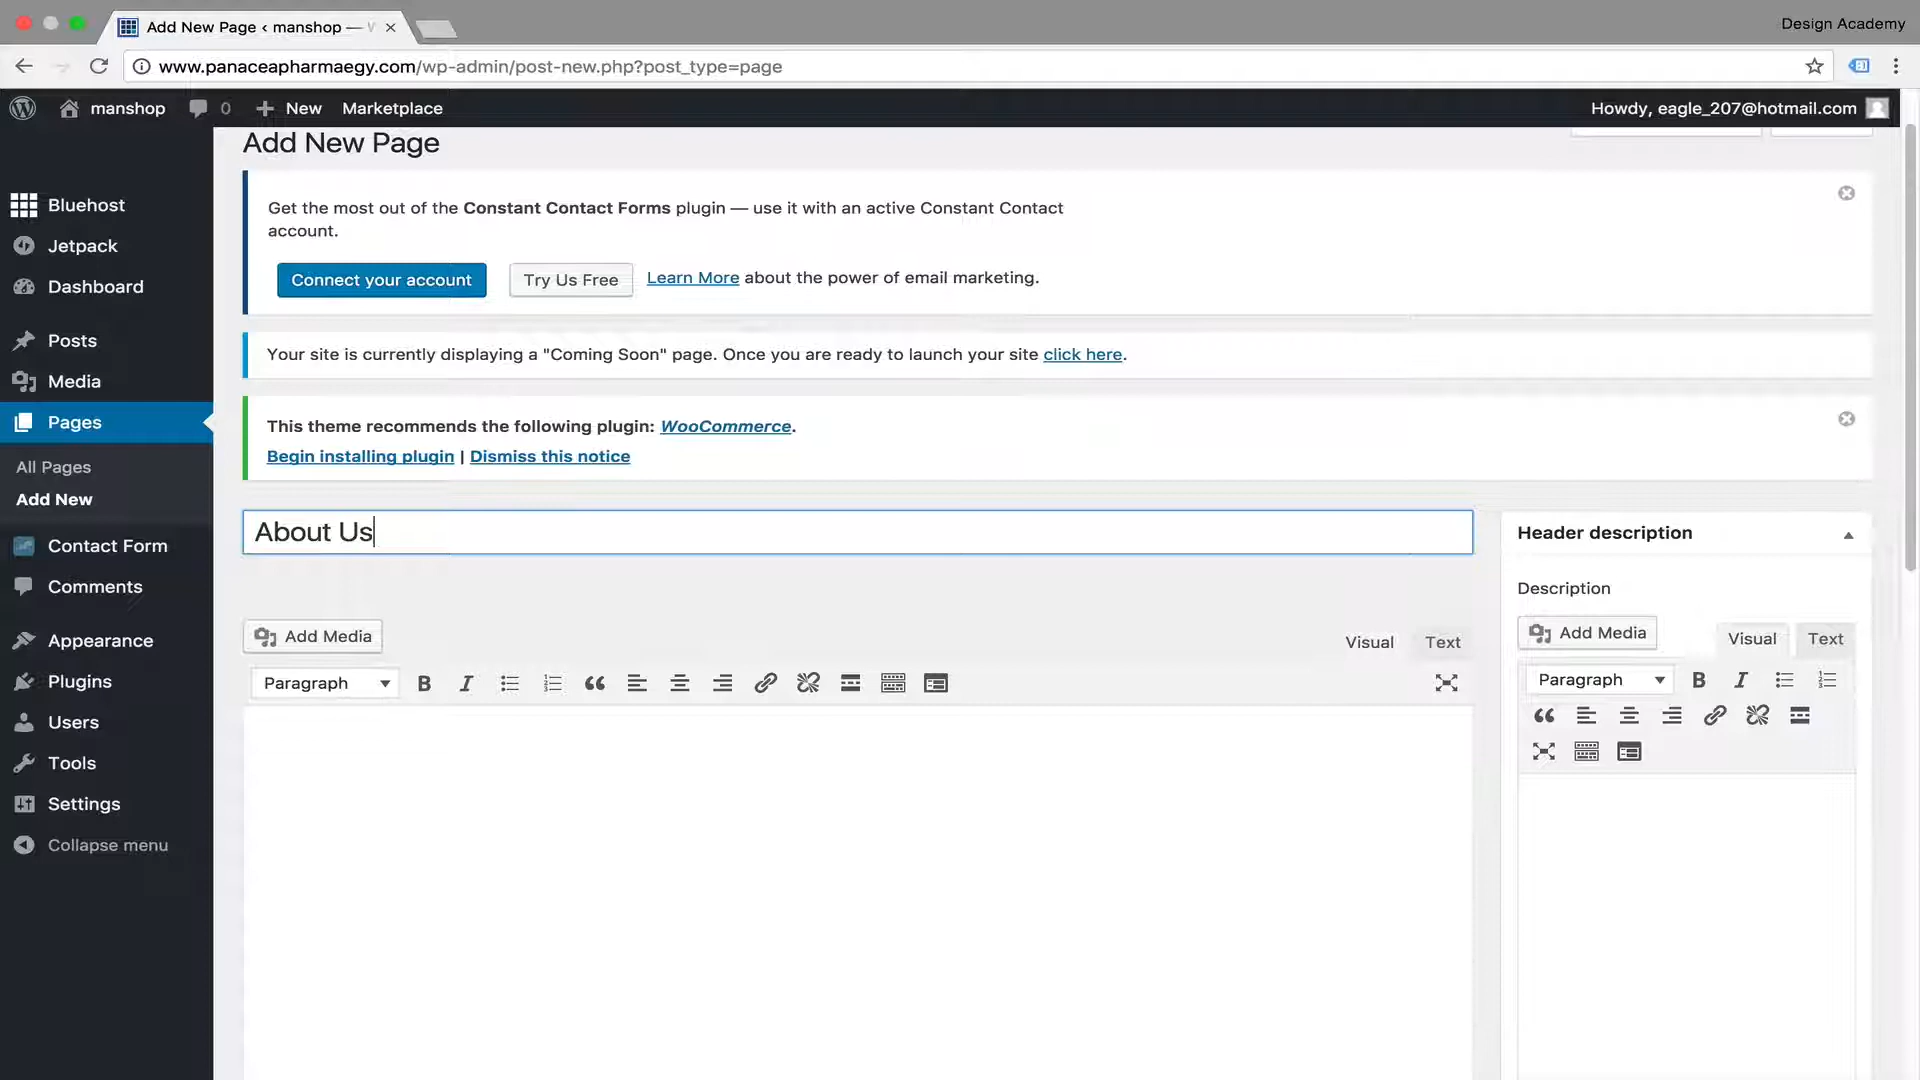 Add New Page ‹ manshop —
Design Academy
www.panaceapharmaegy.com/wp-admin/post-new.php?post_type=page
manshop
0
New
Marketplace
Howdy, eagle_207@hotmail.com
Bluehost
Jetpack
Dashboard
Posts
Media
Pages
All Pages
Add New
Contact Form
Comments
Appearance
Plugins
Users
Tools
Settings
Collapse menu
Add New Page
Get the most out of the Constant Contact Forms plugin — use it with an active Constant Contact
account.
Connect your account
Try Us Free
Learn More about the power of email marketing.
Your site is currently displaying a "Coming Soon" page. Once you are ready to launch your site click here.
This theme recommends the following plugin: WooCommerce.
Begin installing plugin | Dismiss this notice
About Us
Add Media
Visual
Text
Paragraph
Header description
Description
Add Media
Visual
Text
Paragraph